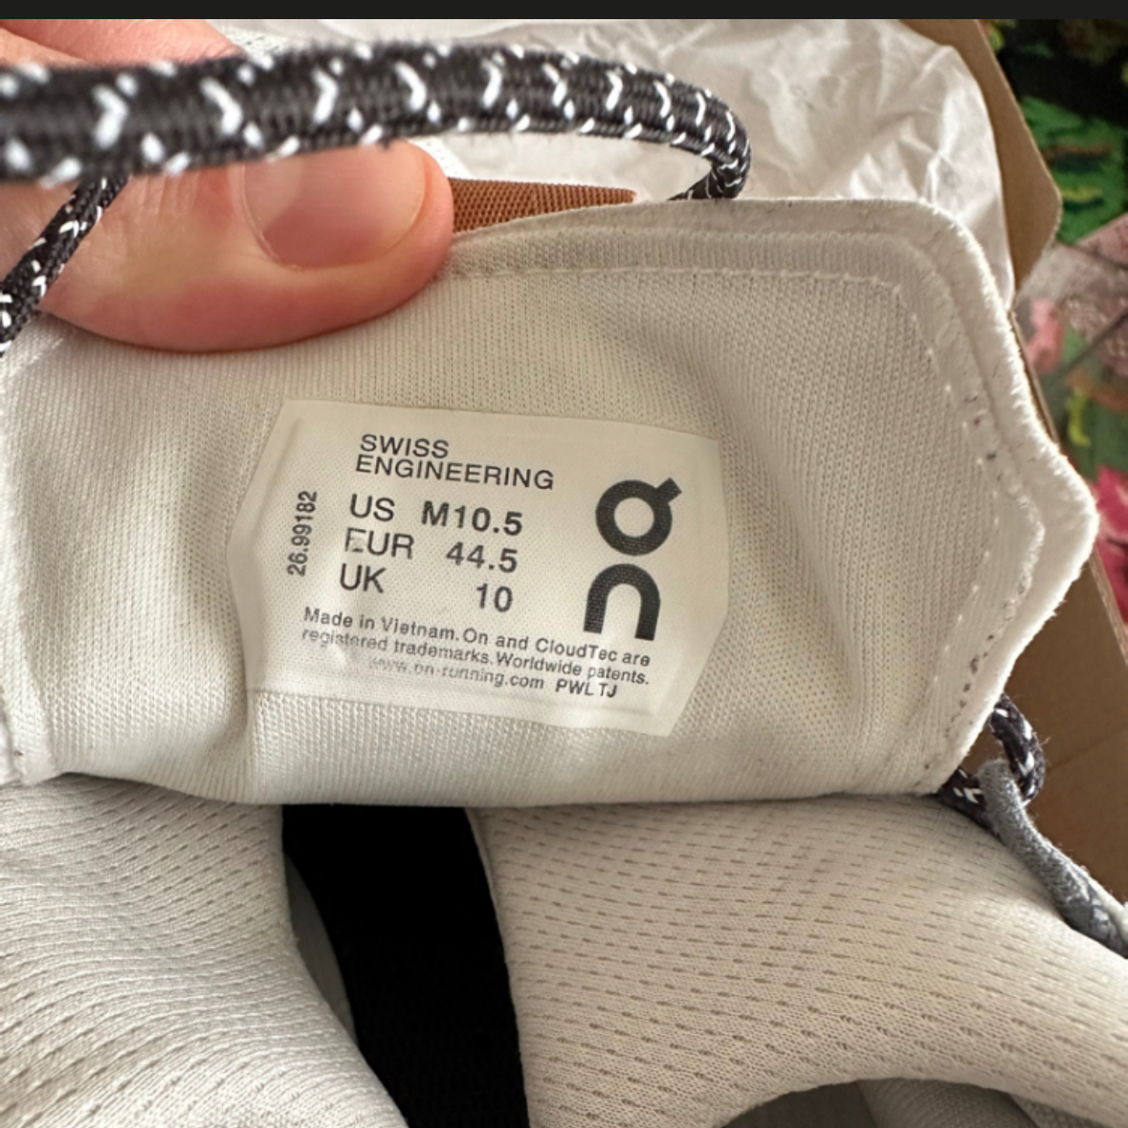 SWISS
ENGINEERING
US M10.5
EUR 44.5
UK 10
26.99182
On
Made in Vietnam. On and CloudTec are
registered trademarks. Worldwide patents.
www.on-running.com PWL TJ